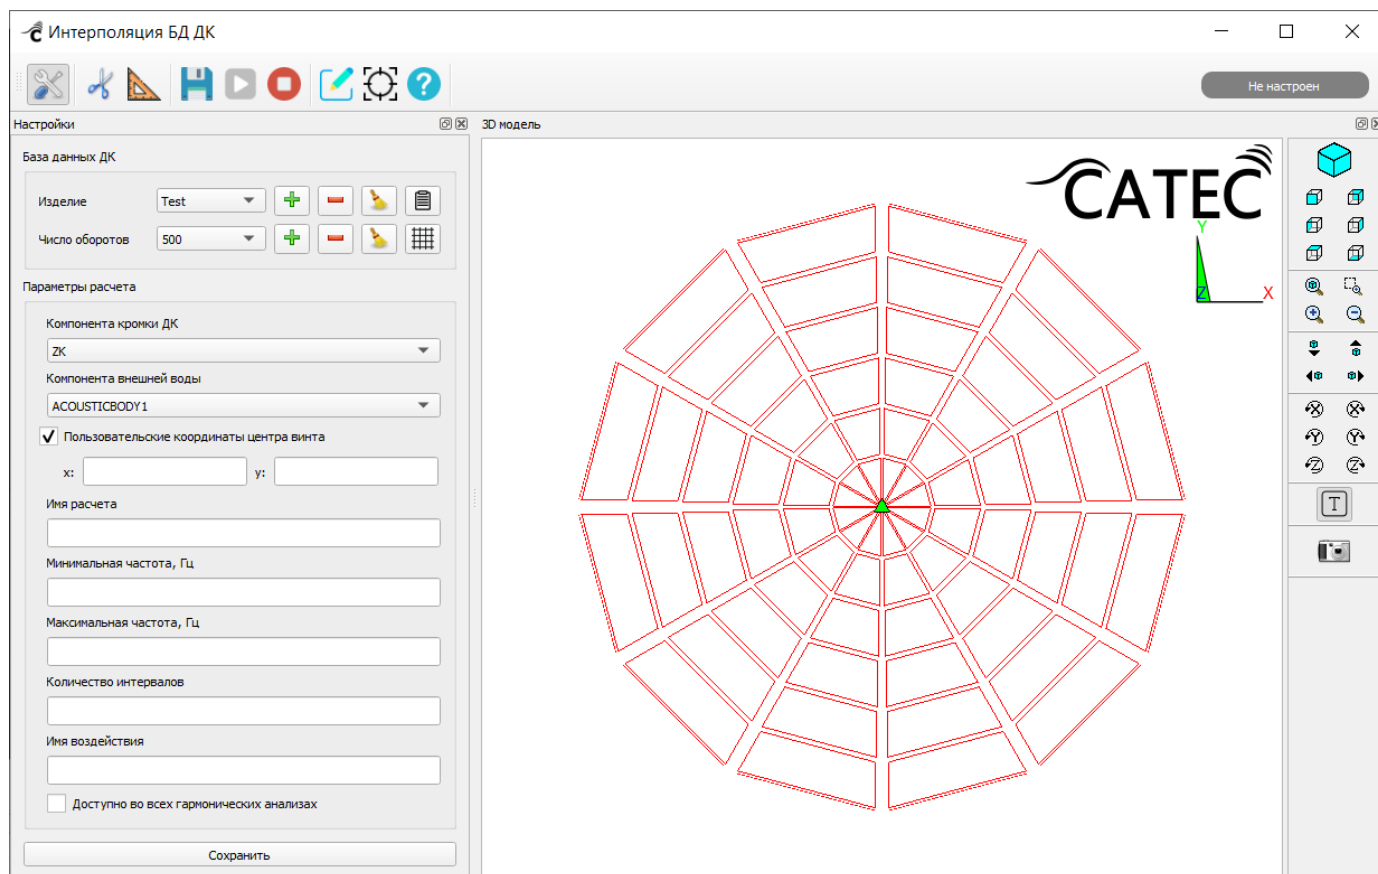 Интерполяция БД ДК
Не настроен
Настройки
3D модель
База данных ДК
Изделие
Test
Число оборотов
500
Параметры расчета
Компонента кромки ДК
ZK
Компонента внешней воды
ACOUSTICBODY1
Пользовательские координаты центра винта
x:
y:
Имя расчета
Минимальная частота, Гц
Максимальная частота, Гц
Количество интервалов
Имя воздействия
Доступно во всех гармонических анализах
Сохранить
CATEC
Y
Z
X
X
X
Y
Y
Z
Z
T